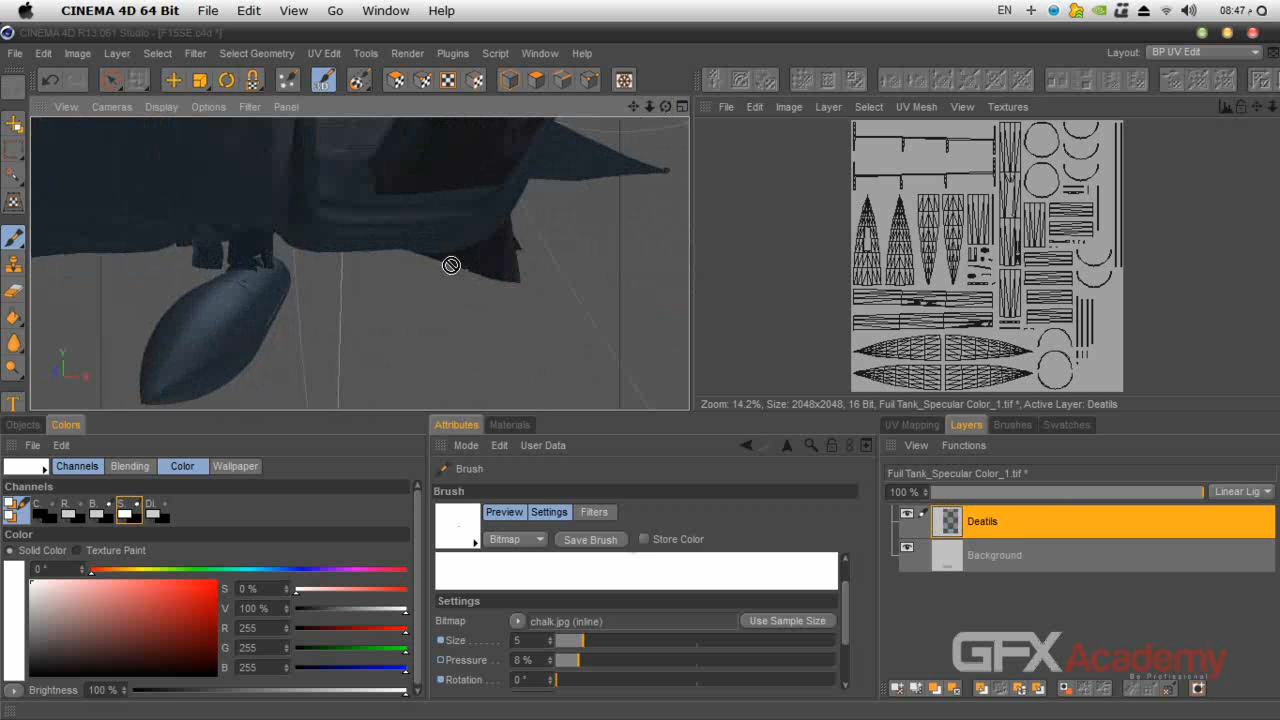 CINEMA 4D 64 Bit File Edit View Go Window Help EN 08:47 م
CINEMA 4D R13.061 Studio - [F15SE.c4d *]
File Edit Image Layer Select Filter Select Geometry UV Edit Tools Render Plugins Script Window Help Layout: BP UV Edit
3D
View Cameras Display Options Filter Panel
File Edit Image Layer Select UV Mesh View Textures
Y
X
T
Zoom: 14.2%, Size: 2048x2048, 16 Bit, Fuil Tank_Specular Color_1.tif *, Active Layer: Deatils
Objects Colors
Attributes Materials
UV Mapping Layers Brushes Swatches
File Edit
Mode Edit User Data
View Functions
Channels Blending Color Wallpaper
Brush
Fuil Tank_Specular Color_1.tif *
Channels
Brush
100 % Linear Lig
C. R. B. S. Di.
Preview Settings Filters
Deatils
Color
Bitmap Save Brush Store Color
Solid Color Texture Paint
Background
0 °
S 0 %
Settings
V 100 %
Bitmap chalk.jpg (inline) Use Sample Size
R 255
Size 5
G 255
Pressure 8 %
B 255
Rotation 0 °
Brightness 100 %
GFX Academy
Be Professional